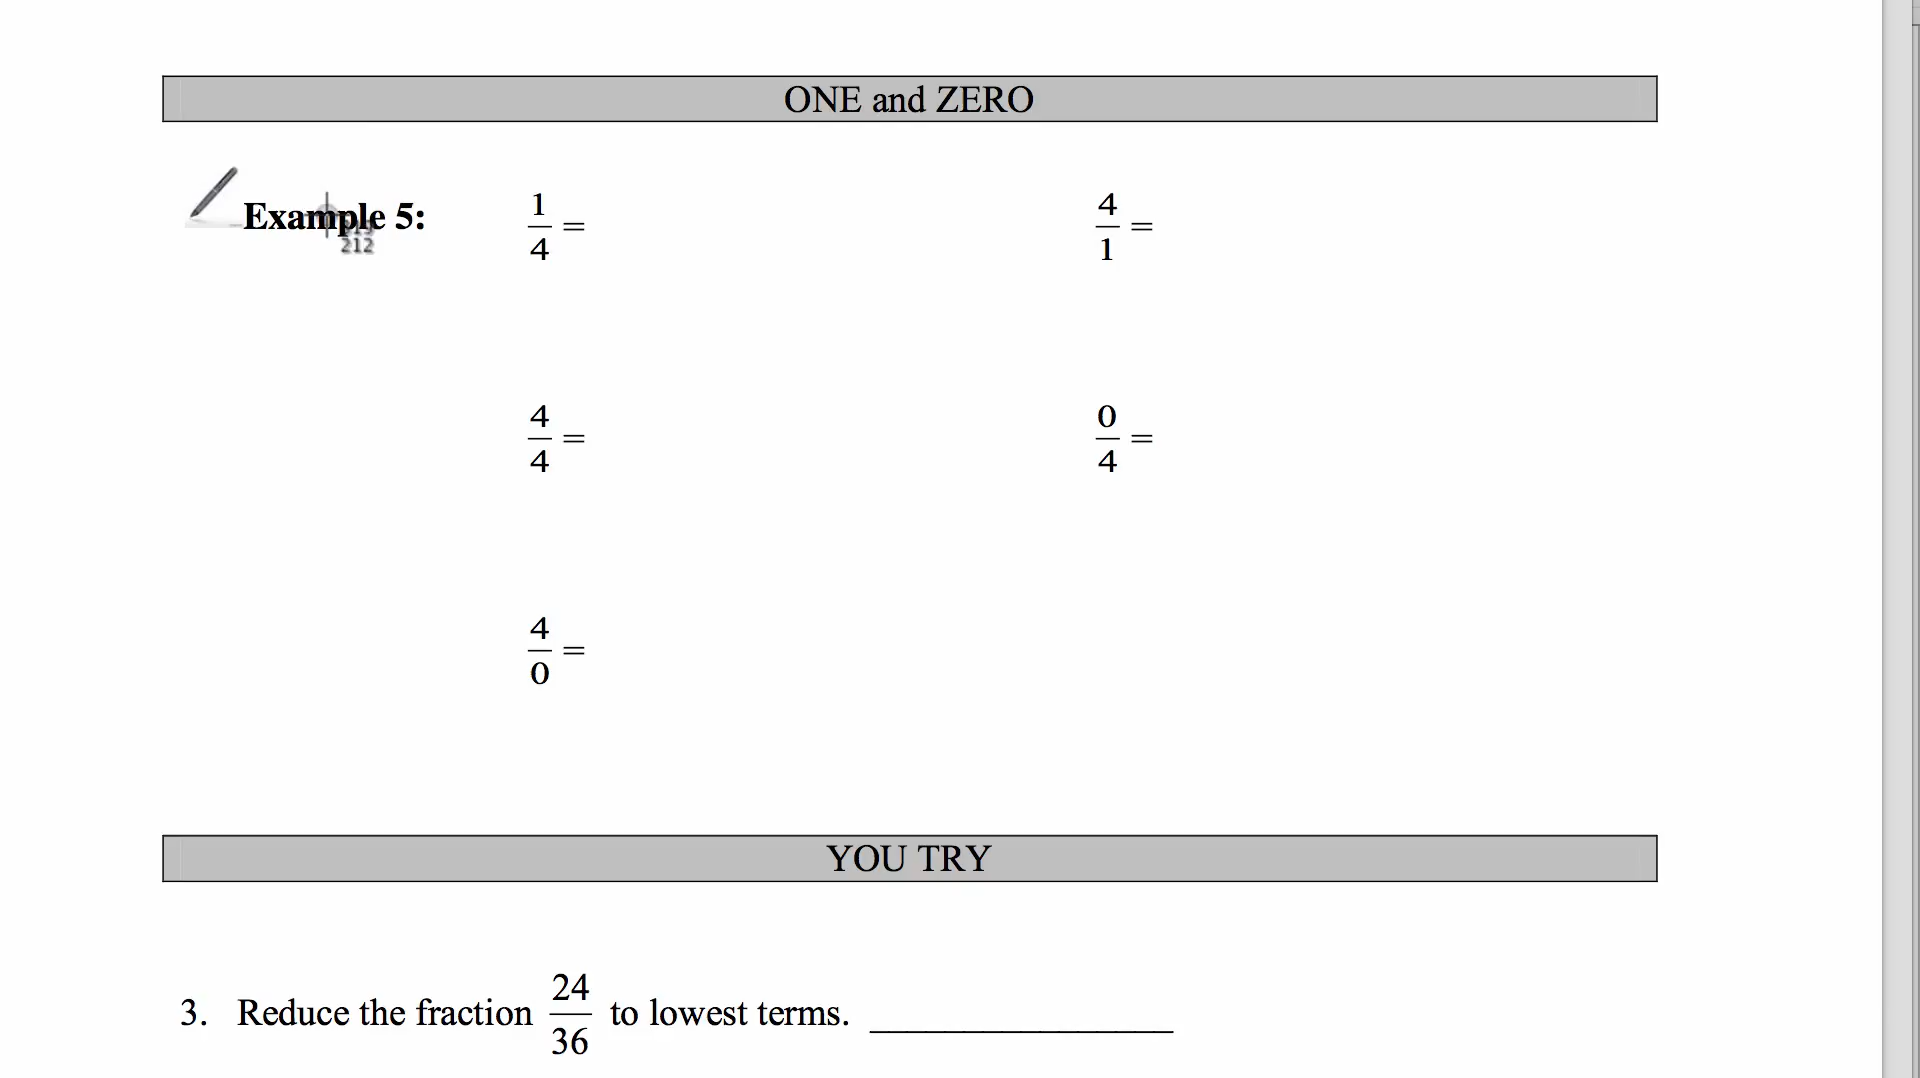 ONE and ZERO
Example 5: 1/4 = 4/1 =
212
4/4 = 0/4 =
4/0 =
YOU TRY
3. Reduce the fraction 24/36 to lowest terms. ________________